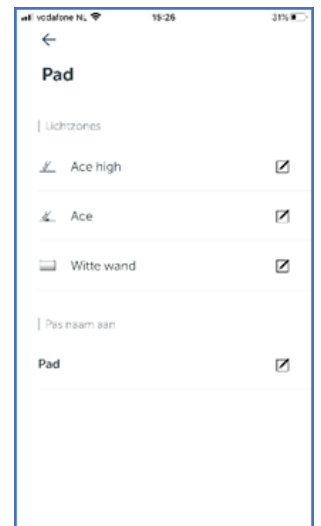 vodafone NL 15:26 31%
Pad
Lichtzones
Ace high
Ace
Witte wand
Pas naam aan
Pad